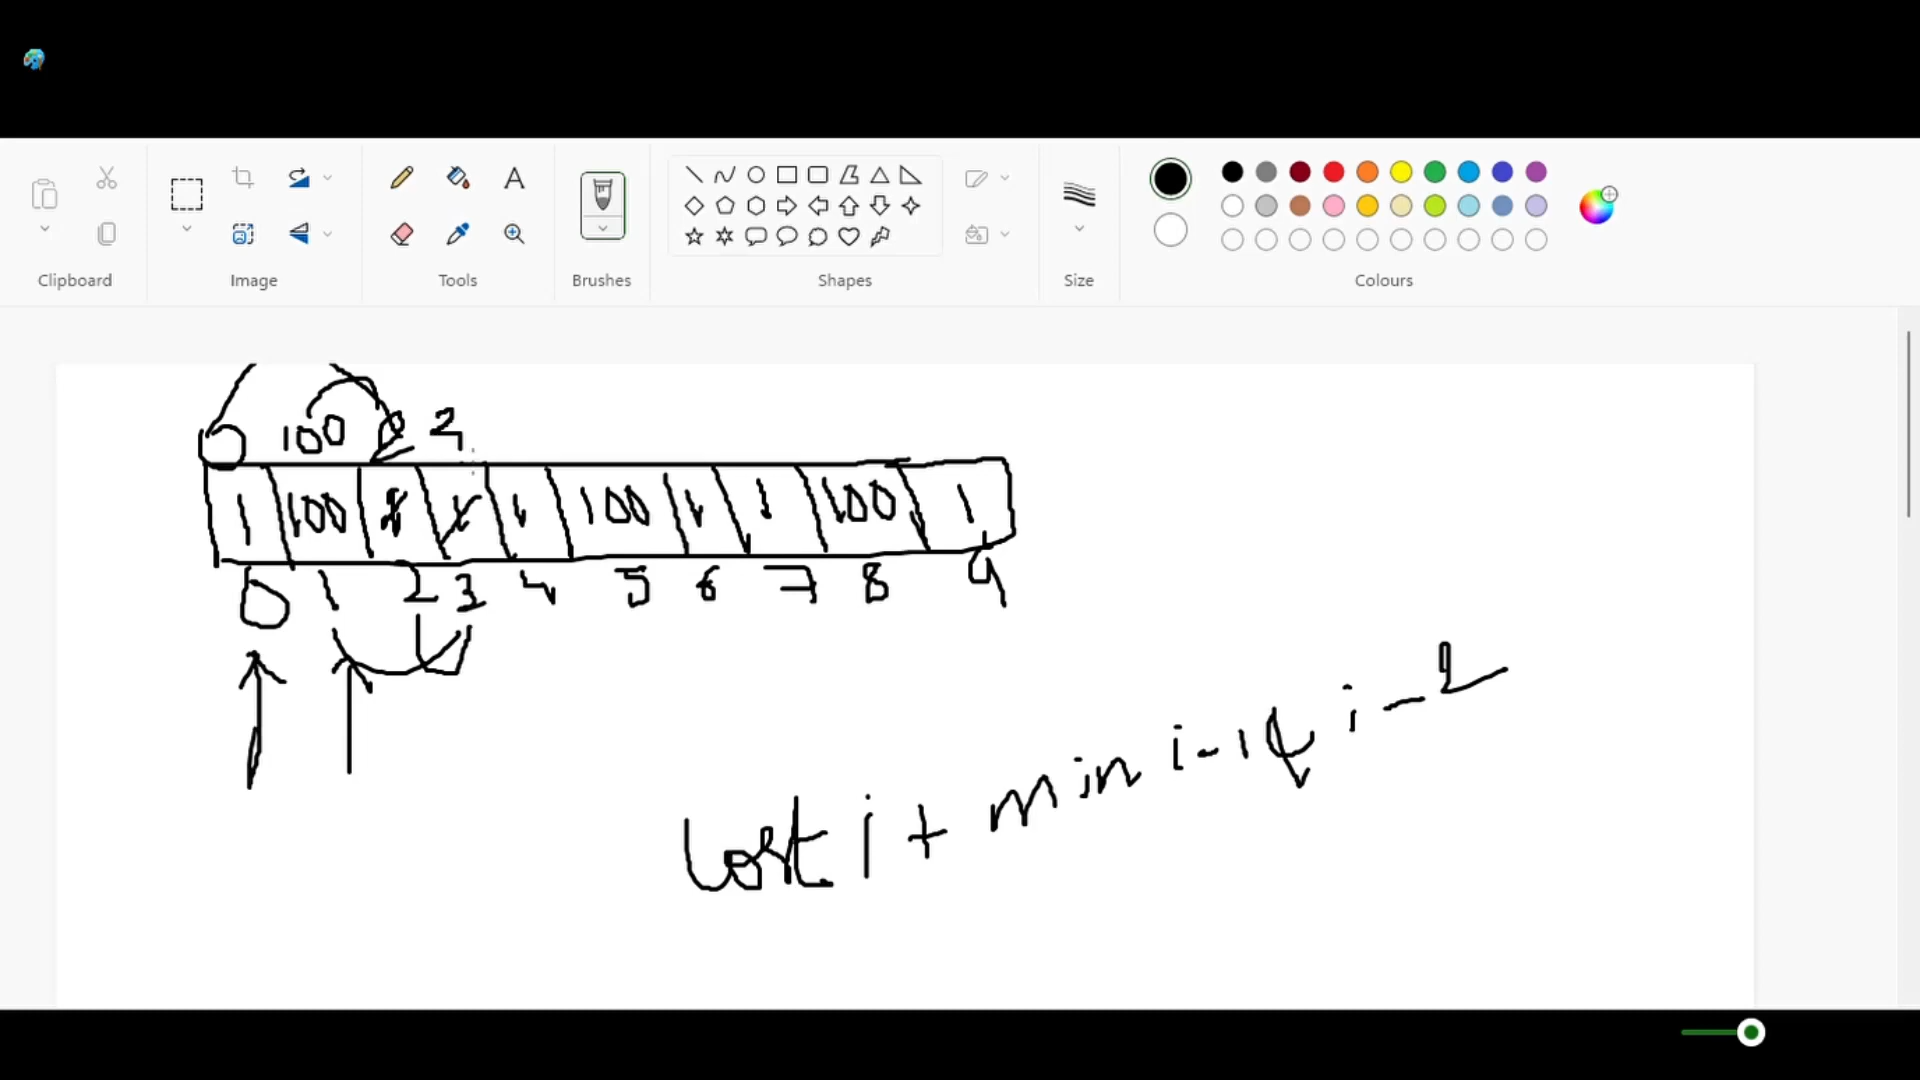 Clipboard Image Tools Brushes Shapes Size Colours
100 2
1 100 1 100 1 1 100 1
0 1 2 3 4 5 6 7 8 9
cost i + min i-1 & i-2